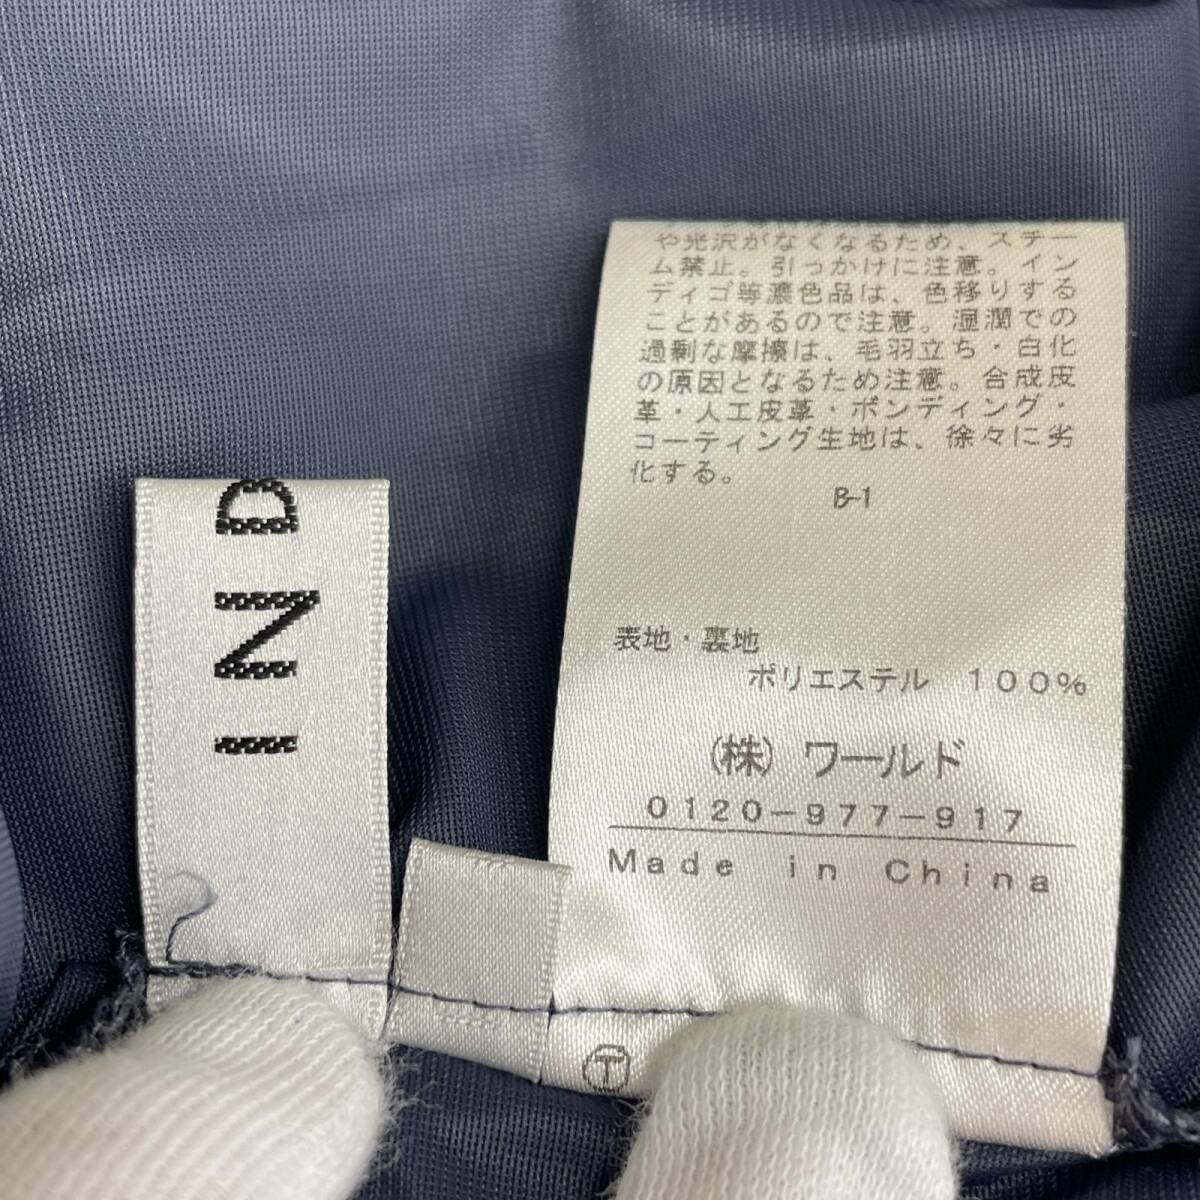 や光沢がなくなるため、スチー
ム禁止。引っかけに注意。イン
ディゴ等濃色品は、色移りする
ことがあるので注意。湿潤での
過剰な摩擦は、毛羽立ち・白化
の原因となるため注意。合成皮
革・人工皮革・ボンディング・
コーティング生地は、徐々に劣
化する。
B-1
表地・裏地
ポリエステル 100%
(株) ワールド
0120-977-917
Made in China
T
IND